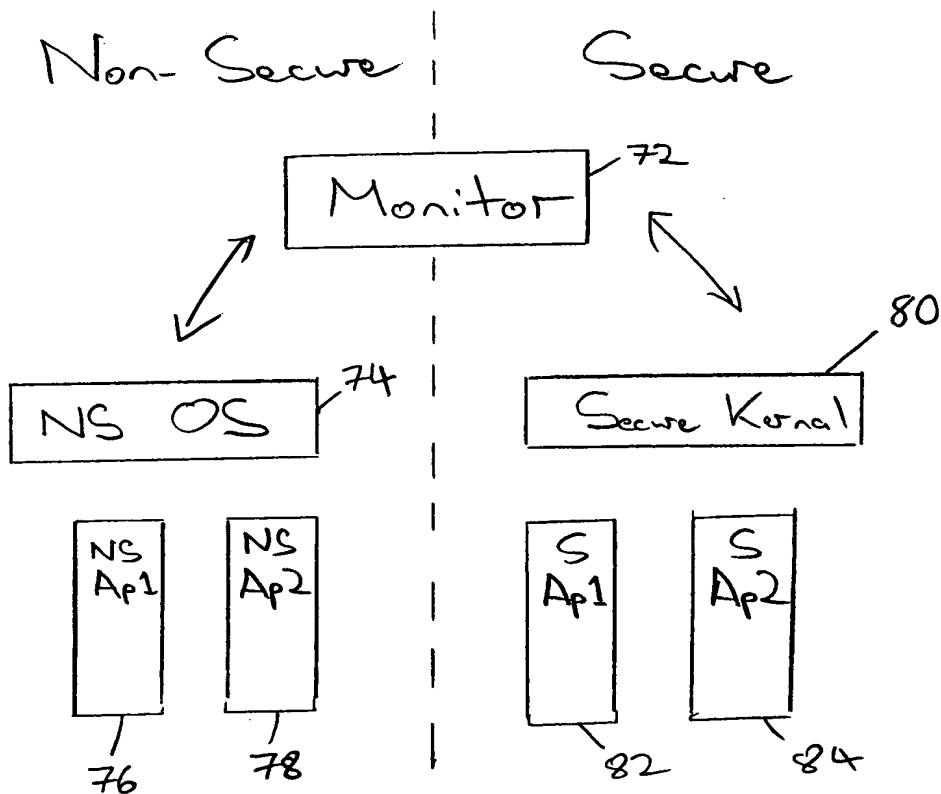 Non-Secure
Secure
Monitor
72
NS OS
74
Secure Kernal
80
NS
Ap1
NS
Ap2
S
Ap1
S
Ap2
76
78
82
84